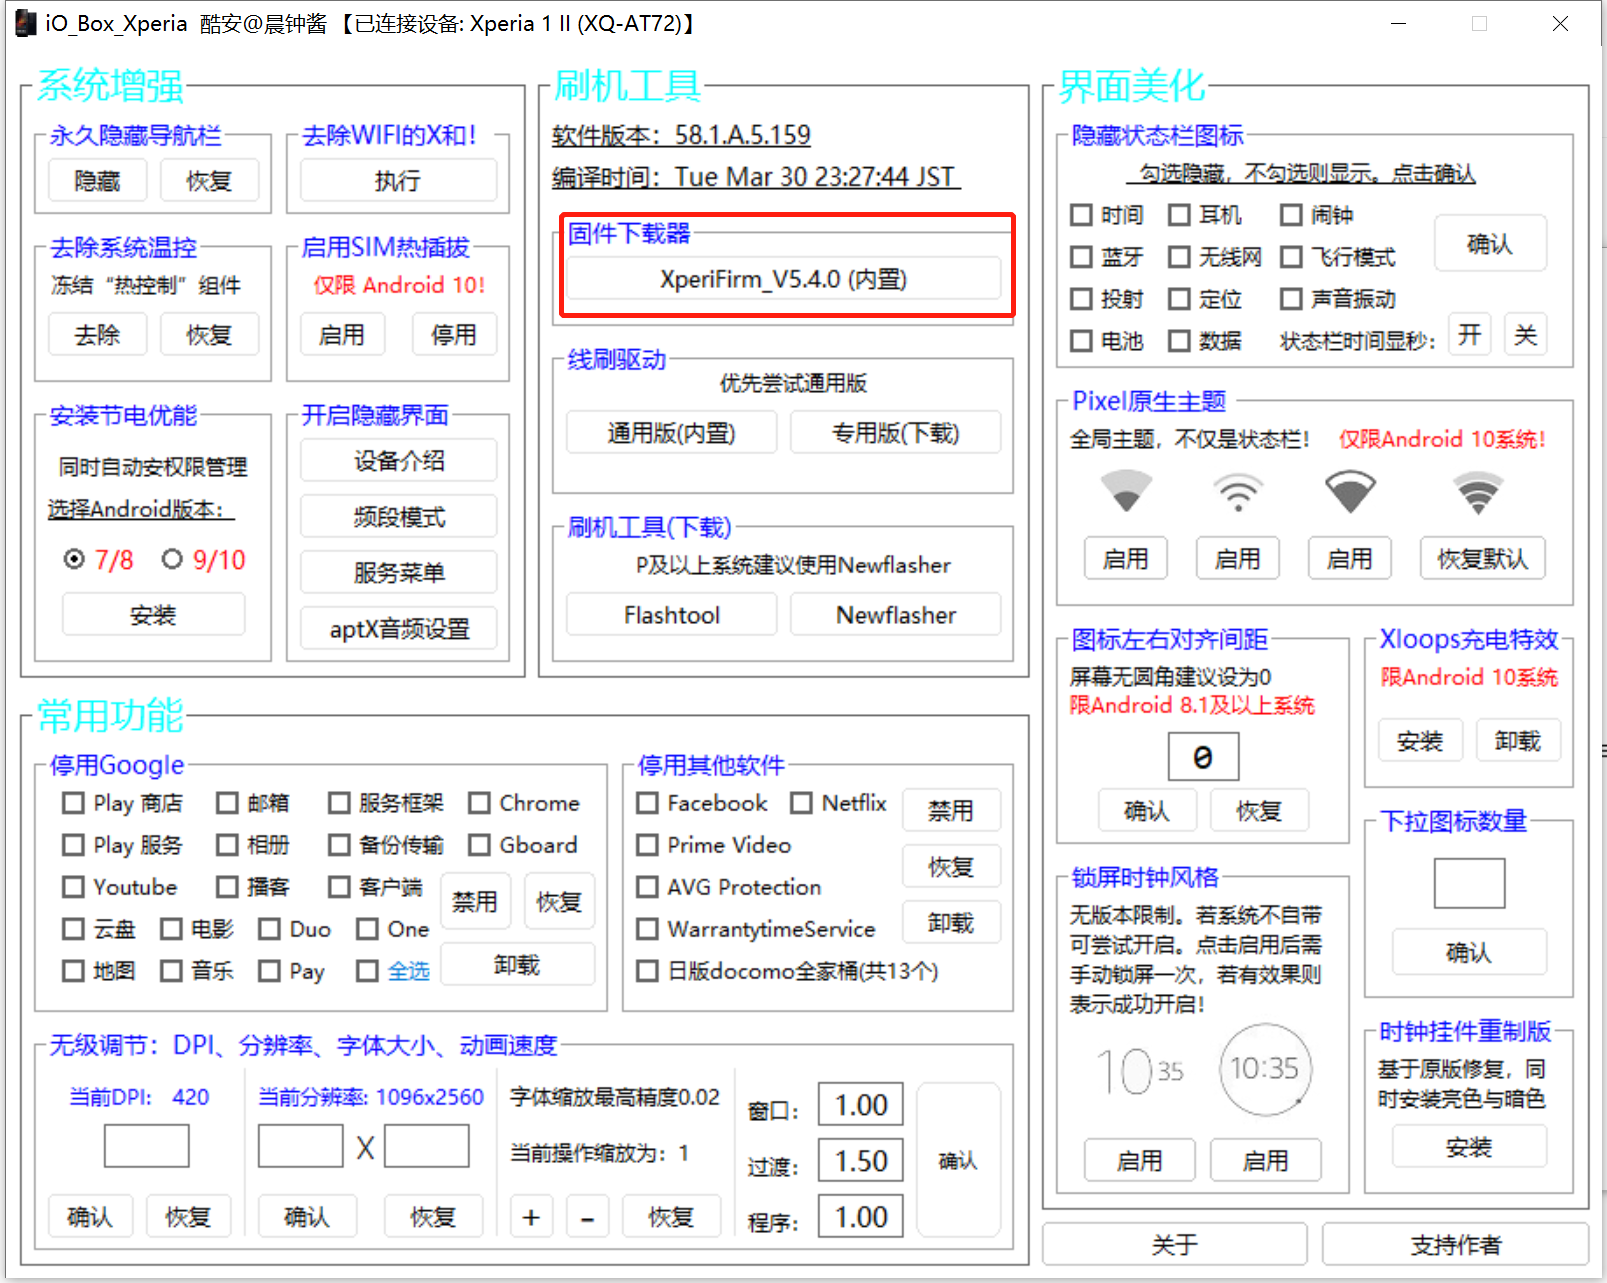 iO_Box_Xperia 酷安@晨钟酱 【已连接设备: Xperia 1 II (XQ-AT72)】
系统增强
永久隐藏导航栏
隐藏 恢复
去除WIFI的X和！
执行
去除系统温控
冻结“热控制”组件
去除 恢复
启用SIM热插拔
仅限 Android 10！
启用 停用
安装节电优能
同时自动安权限管理
选择Android版本：
7/8 9/10
安装
开启隐藏界面
设备介绍
频段模式
服务菜单
aptX音频设置
刷机工具
软件版本：58.1.A.5.159
编译时间：Tue Mar 30 23:27:44 JST
固件下载器
XperiFirm_V5.4.0 (内置)
线刷驱动
优先尝试通用版
通用版(内置) 专用版(下载)
刷机工具(下载)
P及以上系统建议使用Newflasher
Flashtool Newflasher
界面美化
隐藏状态栏图标
勾选隐藏，不勾选则显示。点击确认
时间 耳机 闹钟
蓝牙 无线网 飞行模式
投射 定位 声音振动
电池 数据
确认
状态栏时间显秒： 开 关
Pixel原生主题
全局主题，不仅是状态栏！ 仅限Android 10系统！
启用 启用 启用 恢复默认
图标左右对齐间距
屏幕无圆角建议设为0
限Android 8.1及以上系统
0
确认 恢复
Xloops充电特效
限Android 10系统
安装 卸载
下拉图标数量
确认
锁屏时钟风格
无版本限制。若系统不自带
可尝试开启。点击启用后需
手动锁屏一次，若有效果则
表示成功开启！
10 35 10:35
启用 启用
时钟挂件重制版
基于原版修复，同
时安装亮色与暗色
安装
关于 支持作者
常用功能
停用Google
Play 商店 邮箱 服务框架 Chrome
Play 服务 相册 备份传输 Gboard
Youtube 播客 客户端
云盘 电影 Duo One
地图 音乐 Pay 全选
禁用 恢复
卸载
停用其他软件
Facebook Netflix
Prime Video
AVG Protection
WarrantytimeService
日版docomo全家桶(共13个)
禁用
恢复
卸载
无级调节：DPI、分辨率、字体大小、动画速度
当前DPI: 420
确认 恢复
当前分辨率: 1096x2560
X
确认 恢复
字体缩放最高精度0.02
当前操作缩放为：1
+ - 恢复
窗口： 1.00
过渡： 1.50
程序： 1.00
确认